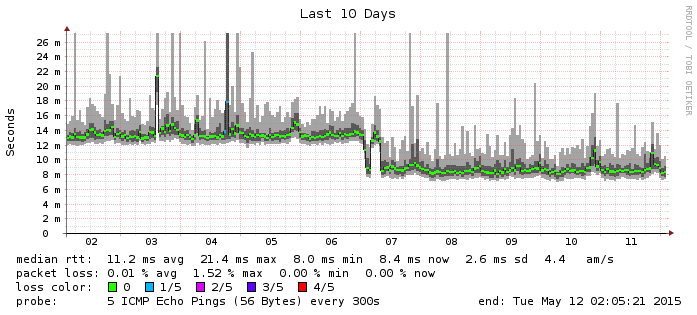 Last 10 Days
RRDTOOL / TOBI OETIKER
Seconds
26 m
24 m
22 m
20 m
18 m
16 m
14 m
12 m
10 m
8 m
6 m
4 m
2 m
0
02 03 04 05 06 07 08 09 10 11
median rtt: 11.2 ms avg 21.4 ms max 8.0 ms min 8.4 ms now 2.6 ms sd 4.4 am/s
packet loss: 0.01 % avg 1.52 % max 0.00 % min 0.00 % now
loss color: 0 1/5 2/5 3/5 4/5
probe: 5 ICMP Echo Pings (56 Bytes) every 300s end: Tue May 12 02:05:21 2015